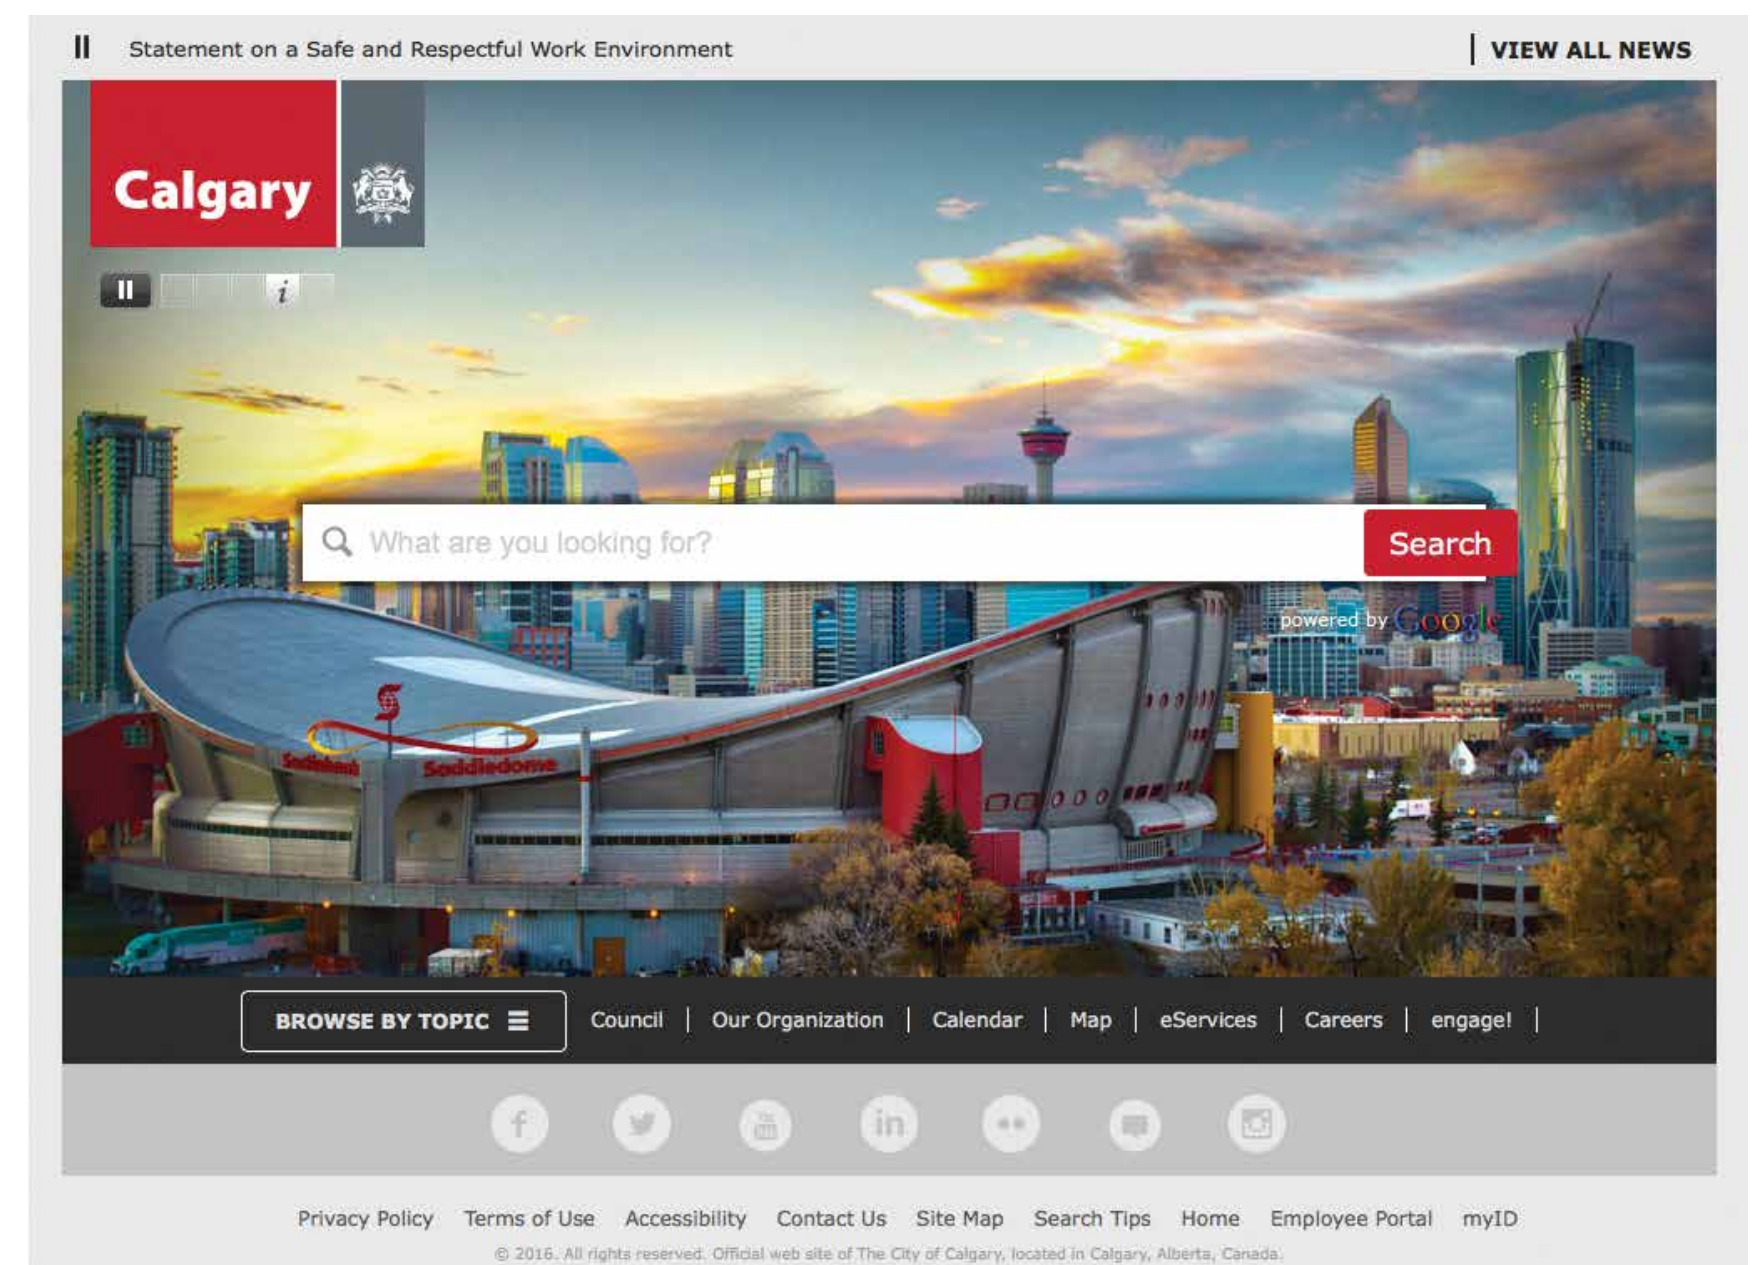 Statement on a Safe and Respectful Work Environment
VIEW ALL NEWS
Calgary
i
What are you looking for?
Search
powered by Google
Scotiabank Saddledome
BROWSE BY TOPIC
Council | Our Organization | Calendar | Map | eServices | Careers | engage! |
f
You
in
Privacy Policy Terms of Use Accessibility Contact Us Site Map Search Tips Home Employee Portal myID
© 2016. All rights reserved. Official web site of The City of Calgary, located in Calgary, Alberta, Canada.